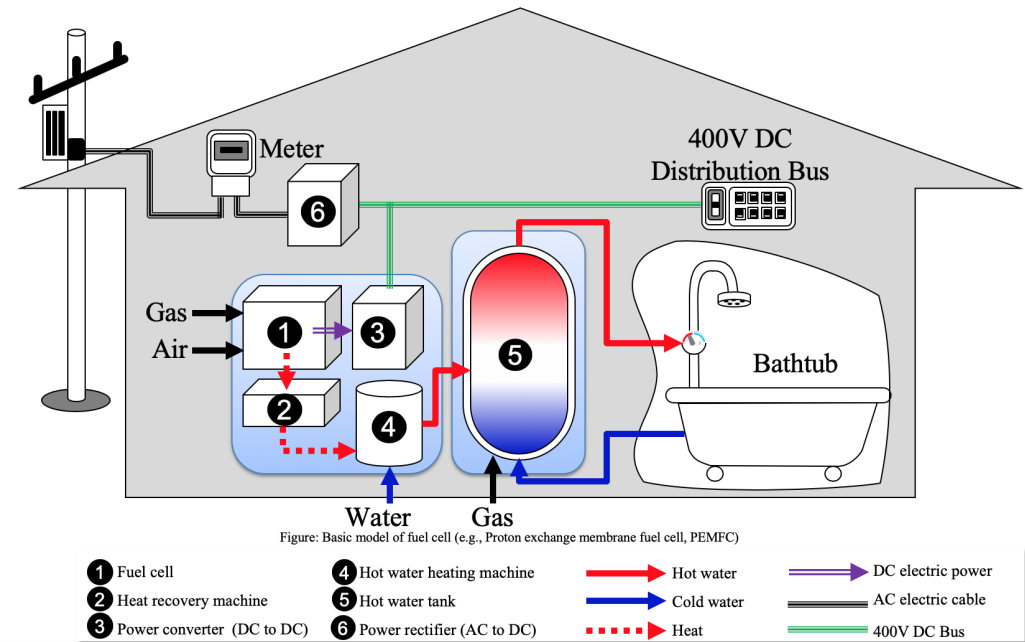 Meter
400V DC
Distribution Bus
6
Gas
Air
1
3
2
4
5
Bathtub
Water
Gas
Figure: Basic model of fuel cell (e.g., Proton exchange membrane fuel cell, PEMFC)
1 Fuel cell
2 Heat recovery machine
3 Power converter (DC to DC)
4 Hot water heating machine
5 Hot water tank
6 Power rectifier (AC to DC)
Hot water
Cold water
Heat
DC electric power
AC electric cable
400V DC Bus